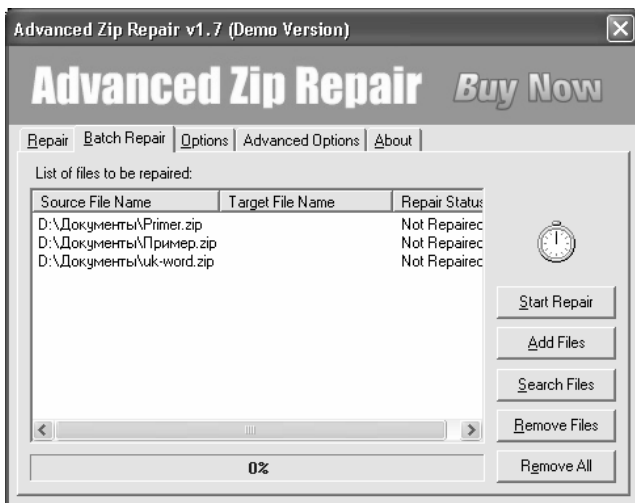 Advanced Zip Repair v1.7 (Demo Version)
Advanced Zip Repair Buy Now
Repair Batch Repair Options Advanced Options About
List of files to be repaired:
Source File Name Target File Name Repair Status
D:\Документы\Primer.zip Not Repaired
D:\Документы\Пример.zip Not Repaired
D:\Документы\uk-word.zip Not Repaired
Start Repair
Add Files
Search Files
Remove Files
0%
Remove All